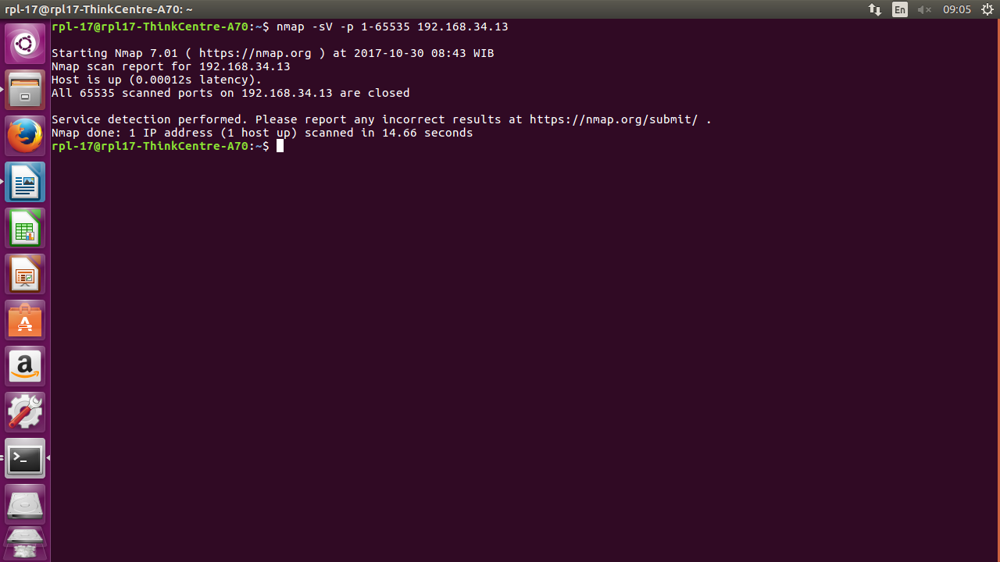 rpl-17@rpl17-ThinkCentre-A70: ~
En
09:05
rpl-17@rpl17-ThinkCentre-A70:~$ nmap -sV -p 1-65535 192.168.34.13
Starting Nmap 7.01 ( https://nmap.org ) at 2017-10-30 08:43 WIB
Nmap scan report for 192.168.34.13
Host is up (0.00012s latency).
All 65535 scanned ports on 192.168.34.13 are closed
Service detection performed. Please report any incorrect results at https://nmap.org/submit/ .
Nmap done: 1 IP address (1 host up) scanned in 14.66 seconds
rpl-17@rpl17-ThinkCentre-A70:~$